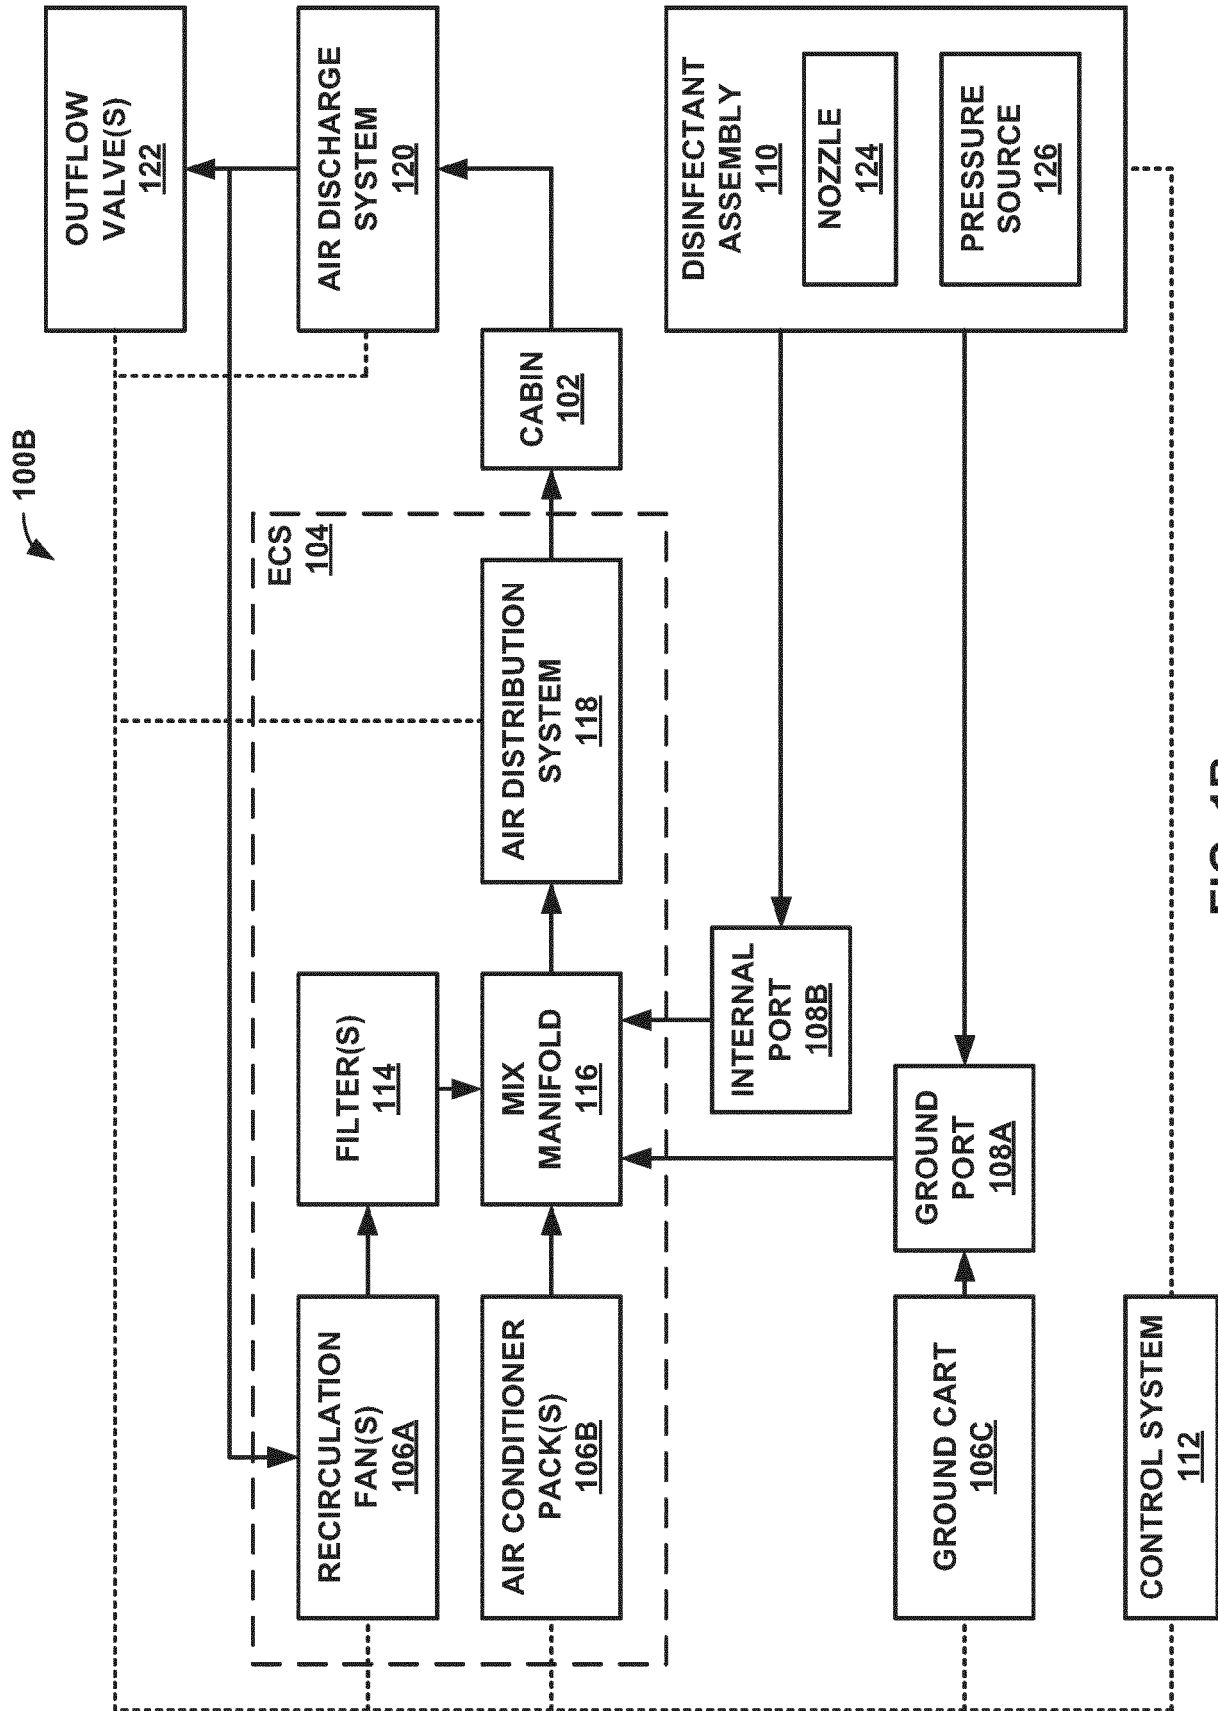 100B
ECS
104
RECIRCULATION
FAN(S)
106A
FILTER(S)
114
AIR DISCHARGE
SYSTEM
120
OUTFLOW
VALVE(S)
122
AIR CONDITIONER
PACK(S)
106B
MIX
MANIFOLD
116
AIR DISTRIBUTION
SYSTEM
118
CABIN
102
INTERNAL
PORT
108B
GROUND CART
106C
GROUND
PORT
108A
DISINFECTANT
ASSEMBLY
110
NOZZLE
124
PRESSURE
SOURCE
126
CONTROL SYSTEM
112